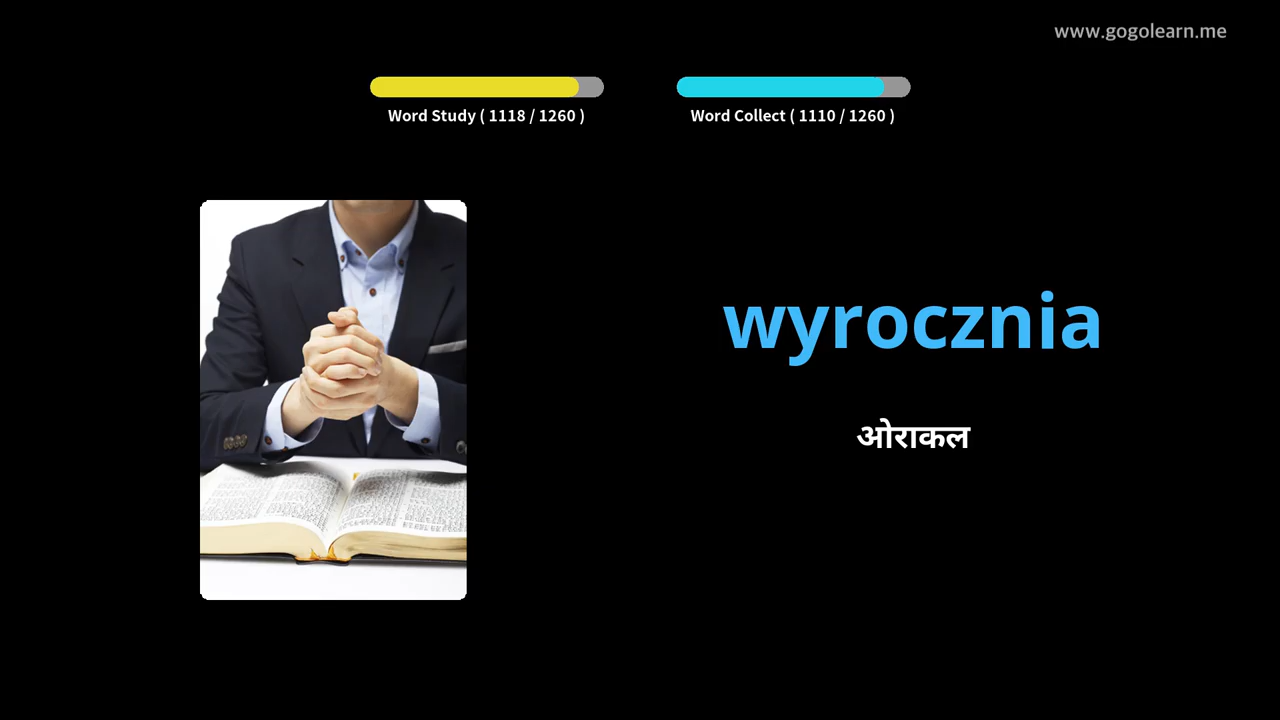 www.gogolearn.me
Word Study ( 1118 / 1260 )
Word Collect ( 1110 / 1260 )
wyrocznia
ओराकल